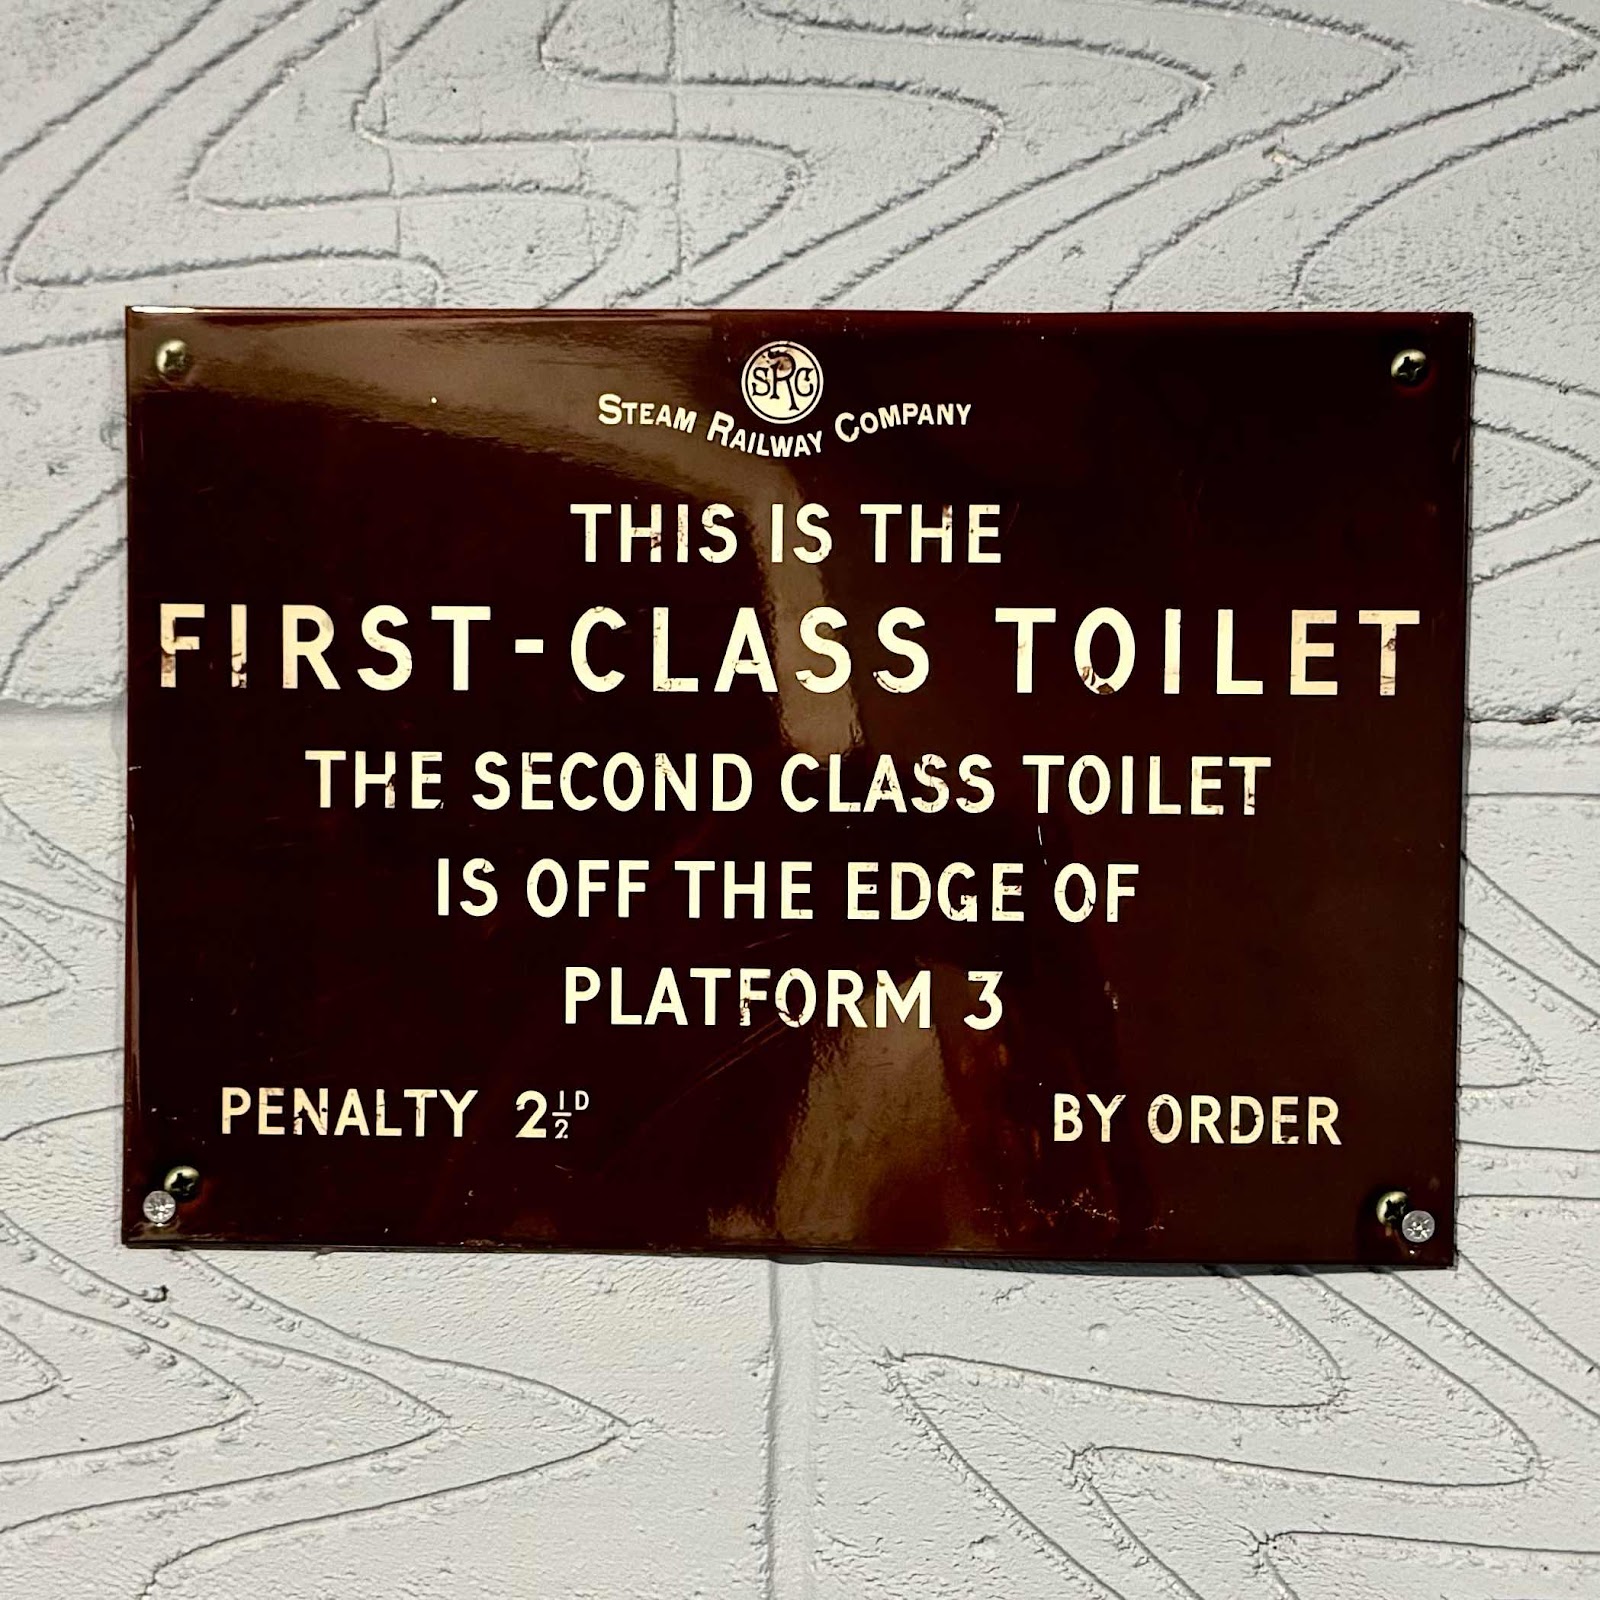 SRC
STEAM RAILWAY COMPANY
THIS IS THE
FIRST-CLASS TOILET
THE SECOND CLASS TOILET
IS OFF THE EDGE OF
PLATFORM 3
PENALTY 2½D BY ORDER